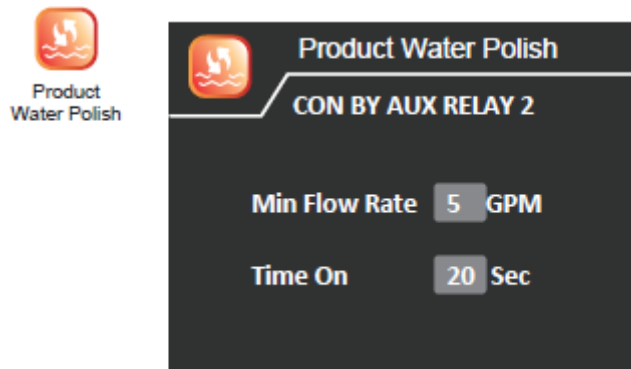 Product
Water Polish
Product Water Polish
CON BY AUX RELAY 2
Min Flow Rate 5 GPM
Time On 20 Sec